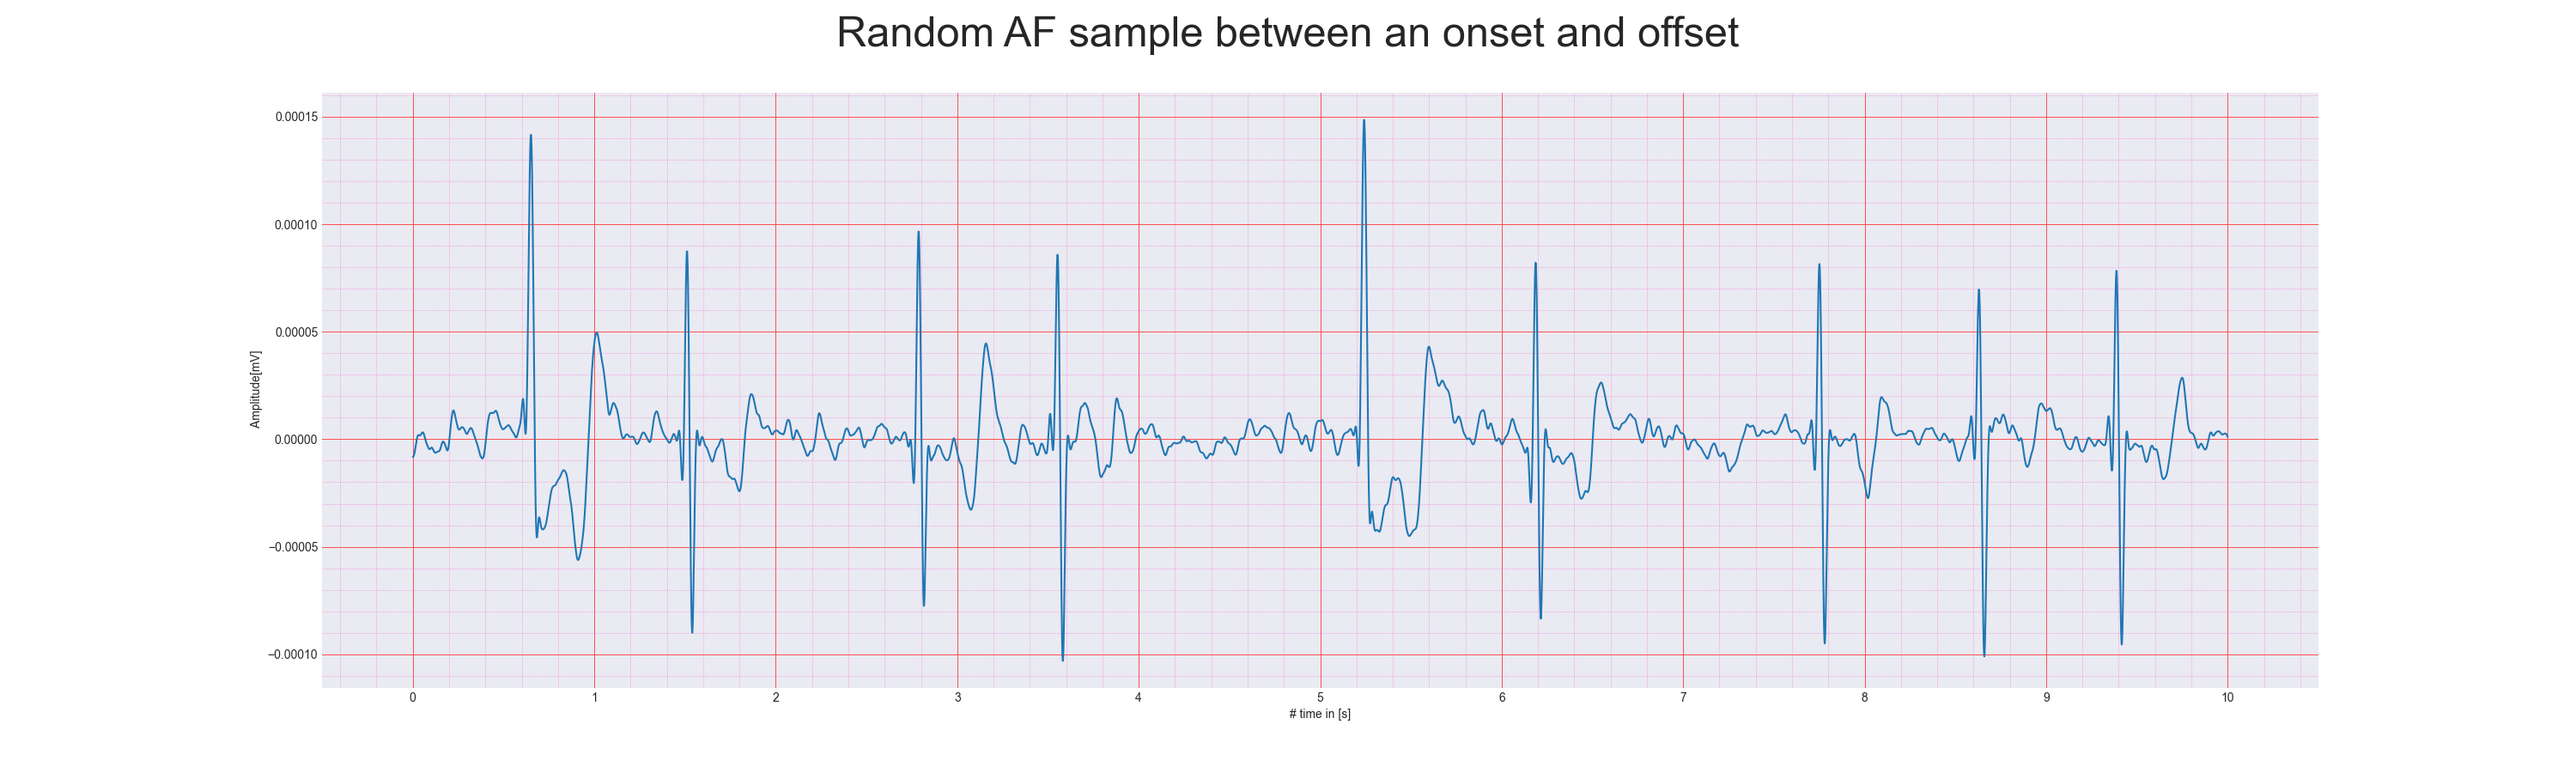 Random AF sample between an onset and offset
0.00015
0.00010
0.00005
0.00000
−0.00005
−0.00010
Amplitude[mV]
0 1 2 3 4 5 6 7 8 9 10
# time in [s]